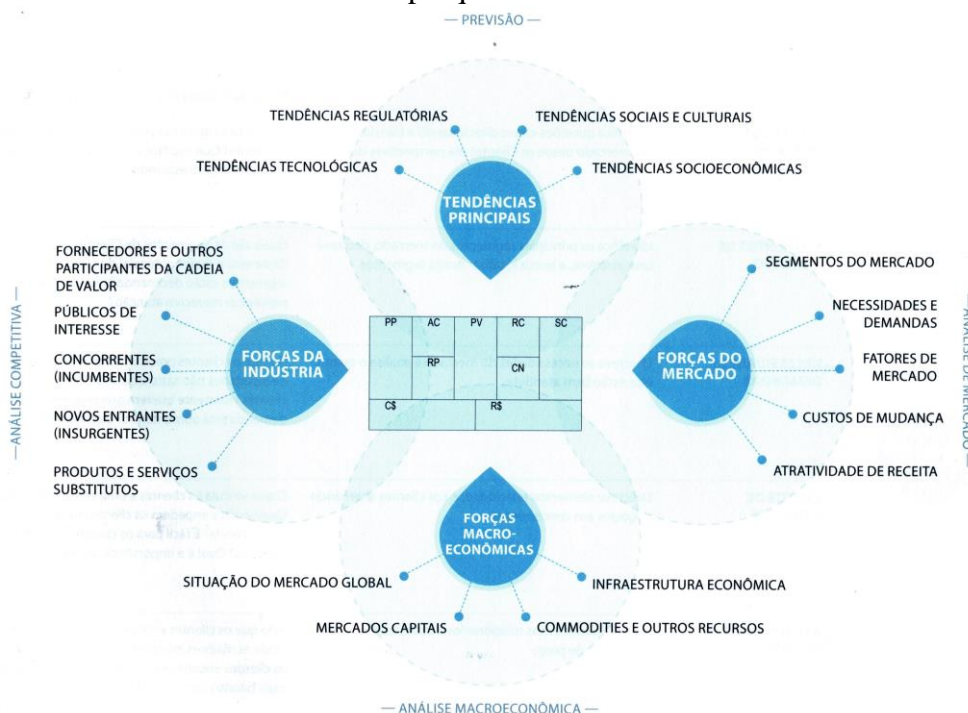 — PREVISÃO —
TENDÊNCIAS REGULATÓRIAS
TENDÊNCIAS SOCIAIS E CULTURAIS
TENDÊNCIAS TECNOLÓGICAS
TENDÊNCIAS SOCIOECONÔMICAS
TENDÊNCIAS
PRINCIPAIS
— ANÁLISE COMPETITIVA —
FORNECEDORES E OUTROS
PARTICIPANTES DA CADEIA
DE VALOR
PÚBLICOS DE
INTERESSE
CONCORRENTES
(INCUMBENTES)
NOVOS ENTRANTES
(INSURGENTES)
PRODUTOS E SERVIÇOS
SUBSTITUTOS
FORÇAS DA
INDÚSTRIA
PP AC PV RC SC
RP CN
C$ R$
FORÇAS DO
MERCADO
SEGMENTOS DO MERCADO
NECESSIDADES E
DEMANDAS
FATORES DE
MERCADO
CUSTOS DE MUDANÇA
ATRATIVIDADE DE RECEITA
— ANÁLISE DE MERCADO —
FORÇAS
MACRO-
ECONÔMICAS
SITUAÇÃO DO MERCADO GLOBAL
INFRAESTRUTURA ECONÔMICA
MERCADOS CAPITAIS
COMMODITIES E OUTROS RECURSOS
— ANÁLISE MACROECONÔMICA —